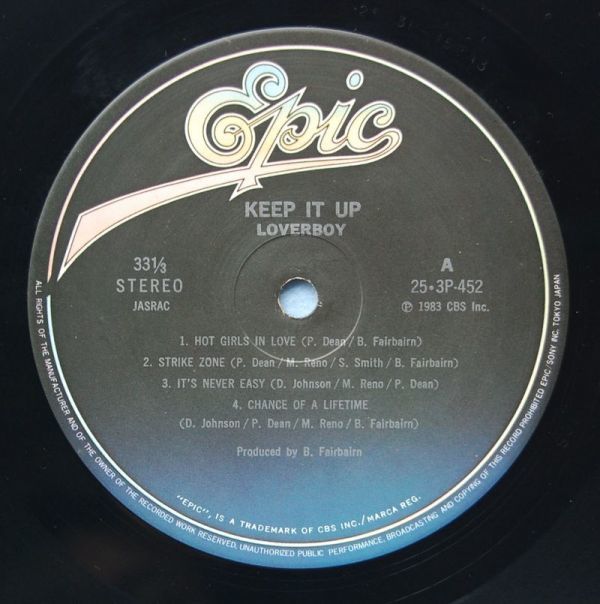 Epic
KEEP IT UP
LOVERBOY
33⅓
STEREO
JASRAC
A
25・3P-452
Ⓟ 1983 CBS Inc.
1. HOT GIRLS IN LOVE (P. Dean/B. Fairbairn)
2. STRIKE ZONE (P. Dean/M. Reno/S. Smith/B. Fairbairn)
3. IT'S NEVER EASY (D. Johnson/M. Reno/P. Dean)
4. CHANCE OF A LIFETIME
(D. Johnson/P. Dean/M. Reno/B. Fairbairn)
Produced by B. Fairbairn
"EPIC", IS A TRADEMARK OF CBS INC./MARCA REG.
ALL RIGHTS OF THE MANUFACTURER AND OF THE OWNER OF THE RECORDED WORK RESERVED. UNAUTHORIZED PUBLIC PERFORMANCE, BROADCASTING AND COPYING OF THIS RECORD PROHIBITED EPIC/SONY INC. TOKYO JAPAN